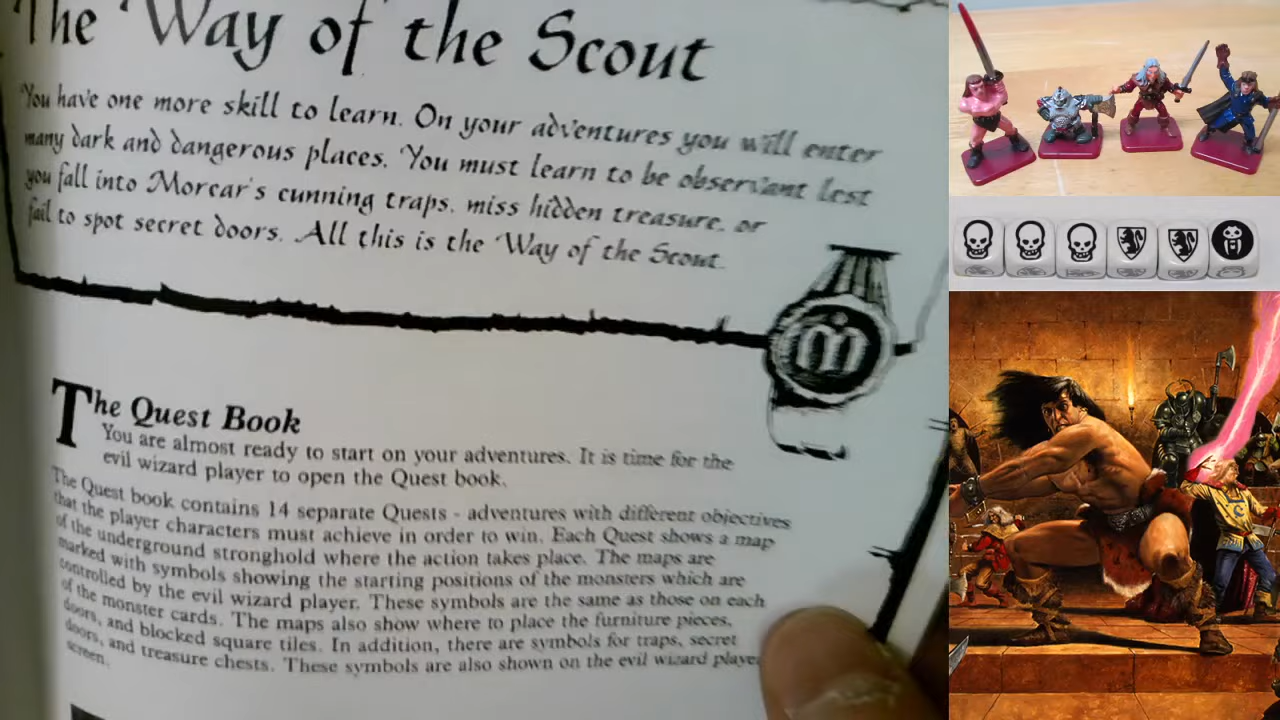 The Way of the Scout
You have one more skill to learn. On your adventures you will enter
many dark and dangerous places. You must learn to be observant lest
you fall into Morcar's cunning traps, miss hidden treasure, or
fail to spot secret doors. All this is the Way of the Scout.
m
The Quest Book
You are almost ready to start on your adventures. It is time for the
evil wizard player to open the Quest book.
The Quest book contains 14 separate Quests - adventures with different objectives
that the player characters must achieve in order to win. Each Quest shows a map
of the underground stronghold where the action takes place. The maps are
marked with symbols showing the starting positions of the monsters which are
controlled by the evil wizard player. These symbols are the same as those on each
of the monster cards. The maps also show where to place the furniture pieces,
doors, and blocked square tiles. In addition, there are symbols for traps, secret
doors, and treasure chests. These symbols are also shown on the evil wizard player
screen.